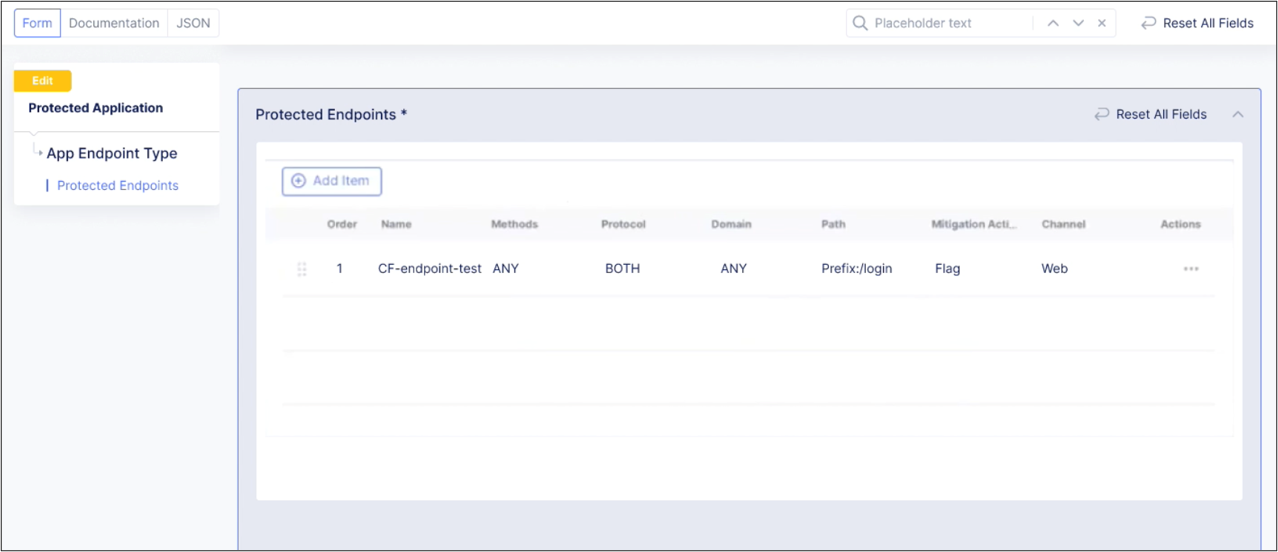 Form Documentation JSON Placeholder text Reset All Fields
Edit
Protected Application
App Endpoint Type
Protected Endpoints
Protected Endpoints * Reset All Fields
Add Item
Order Name Methods Protocol Domain Path Mitigation Acti... Channel Actions
1 CF-endpoint-test ANY BOTH ANY Prefix:/login Flag Web